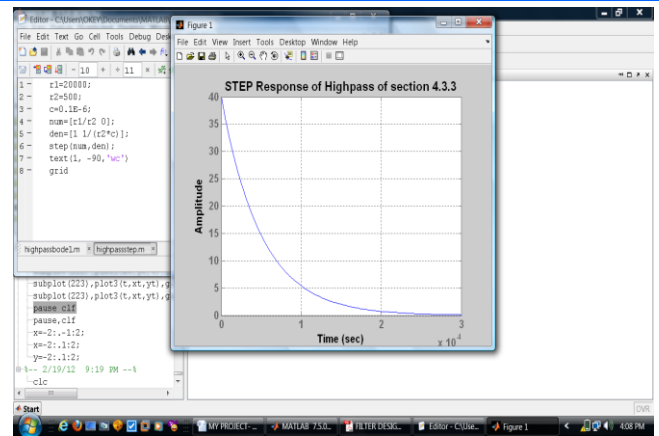 Editor - C:\Users\OKEY\Documents\MATLAB
File Edit Text Go Cell Tools Debug Desk
- 10 + ÷ 11 ×
1 - r1=20000;
2 - r2=500;
3 - c=0.1E-6;
4 - num=[r1/r2 0];
5 - den=[1 1/(r2*c)];
6 - step(num,den);
7 - text(1, -90,'wc')
8 - grid
highpassbode1.m × highpassstep.m ×
Figure 1
File Edit View Insert Tools Desktop Window Help
STEP Response of Highpass of section 4.3.3
Amplitude
40
35
30
25
20
15
10
5
0
0 1 2 3
Time (sec)
subplot(223),plot3(t,xt,yt),g
subplot(223),plot3(t,xt,yt),g
pause clf
pause,clf
x=-2:.-1:2;
x=-2:.1:2;
y=-2:.1:2;
%-- 2/19/12 9:19 PM --%
clc
Start
OVR
MY PROJECT-...
MATLAB 7.5.0...
FILTER DESIG...
Editor - C:\Use...
Figure 1
4:08 PM